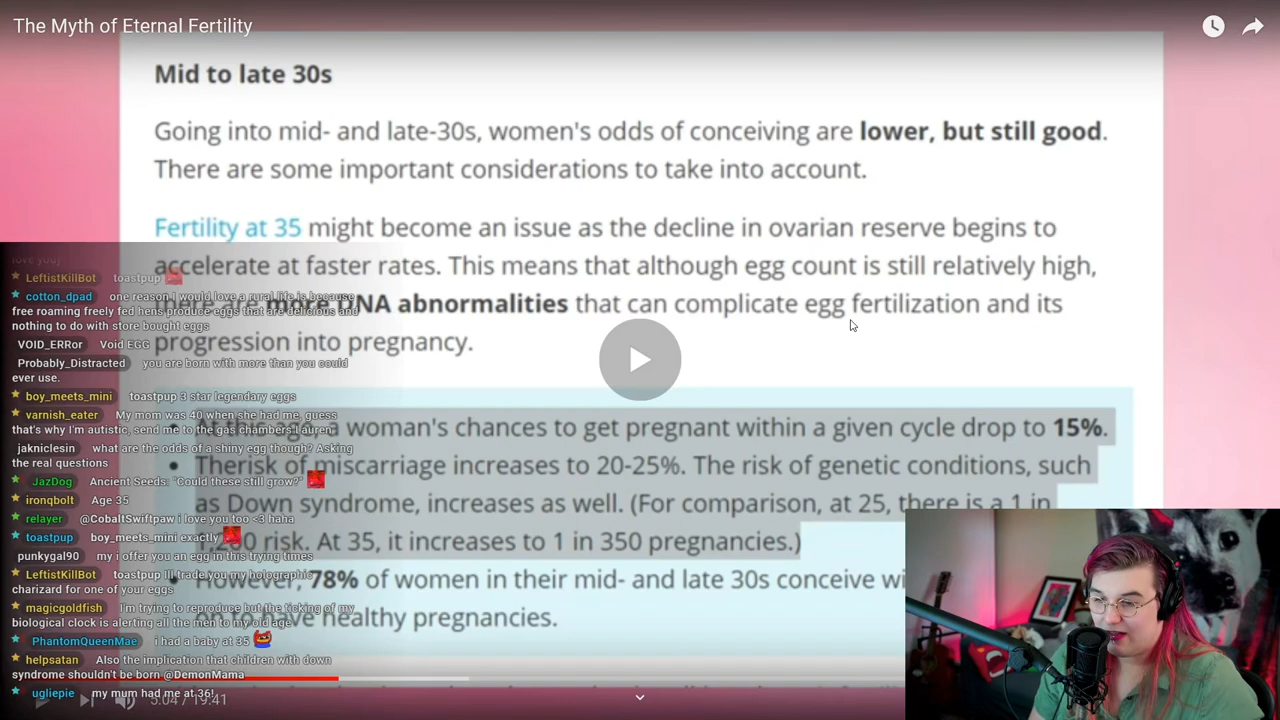 The Myth of Eternal Fertility
Mid to late 30s
Going into mid- and late-30s, women's odds of conceiving are lower, but still good.
There are some important considerations to take into account.
Fertility at 35 might become an issue as the decline in ovarian reserve begins to
accelerate at faster rates. This means that although egg count is still relatively high,
there are more DNA abnormalities that can complicate egg fertilization and its
progression into pregnancy.
a woman's chances to get pregnant within a given cycle drop to 15%.
Therisk of miscarriage increases to 20-25%. The risk of genetic conditions, such
as Down syndrome, increases as well. (For comparison, at 25, there is a 1 in
risk. At 35, it increases to 1 in 350 pregnancies.)
However, 78% of women in their mid- and late 30s conceive
healthy pregnancies.
love you)
LeftistKillBot toastpup
cotton_dpad one reason I would love a rural life is because
free roaming freely fed hens produce eggs that are delicious and
nothing to do with store bought eggs
VOID_ERRor Void EGG
Probably_Distracted you are born with more than you could
ever use.
boy_meets_mini toastpup 3 star legendary eggs
varnish_eater My mom was 40 when she had me, guess
that's why I'm autistic, send me to the gas chambers Lauren
jakniclesin what are the odds of a shiny egg though? Asking
the real questions
JazDog Ancient Seeds. "Could these still grow?"
ironqbolt Age 35
relayer @CobaltSwiftpaw i love you too <3 haha
toastpup boy_meets_mini exactly
punkygal90 my i offer you an egg in this trying times
LeftistKillBot toastpup Ill trade you my holographic
charizard for one of your eggs
magicgoldfish I'm trying to reproduce but the ticking of my
biological clock is alerting all the men to my old age
PhantomQueenMae i had a baby at 35
helpsatan Also the implication that children with down
syndrome shouldn't be born @DemonMama
ugliepie my mum had me at 36!
5:04 / 19:41